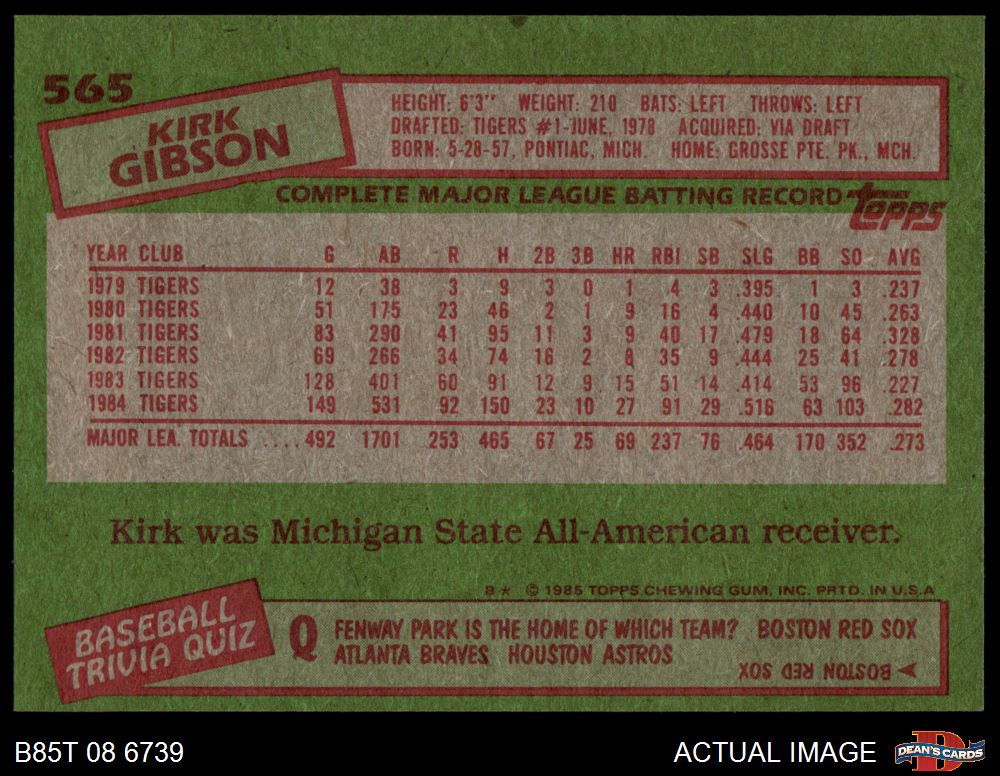 565
KIRK
GIBSON
HEIGHT: 6'3" WEIGHT: 210 BATS: LEFT THROWS: LEFT
DRAFTED: TIGERS #1-JUNE, 1978 ACQUIRED: VIA DRAFT
BORN: 5-28-57, PONTIAC, MICH. HOME: GROSSE PTE. PK., MCH.
COMPLETE MAJOR LEAGUE BATTING RECORD topps
YEAR CLUB G AB R H 2B 3B HR RBI SB SLG BB SO AVG
1979 TIGERS 12 38 3 9 3 0 1 4 3 .395 1 3 .237
1980 TIGERS 51 175 23 46 2 1 9 16 4 .440 10 45 .263
1981 TIGERS 83 290 41 95 11 3 9 40 17 .479 18 64 .328
1982 TIGERS 69 266 34 74 16 2 8 35 9 .444 25 41 .278
1983 TIGERS 128 401 60 91 12 9 15 51 14 .414 53 96 .227
1984 TIGERS 149 531 92 150 23 10 27 91 29 .516 63 103 .282
MAJOR LEA. TOTALS ....492 1701 253 465 67 25 69 237 76 .464 170 352 .273
Kirk was Michigan State All-American receiver.
B* © 1985 TOPPS CHEWING GUM, INC. PRTD. IN U.S.A
BASEBALL
TRIVIA QUIZ
Q FENWAY PARK IS THE HOME OF WHICH TEAM? BOSTON RED SOX
ATLANTA BRAVES HOUSTON ASTROS
BOSTON RED SOX
B85T 08 6739
ACTUAL IMAGE
DEAN'S CARDS